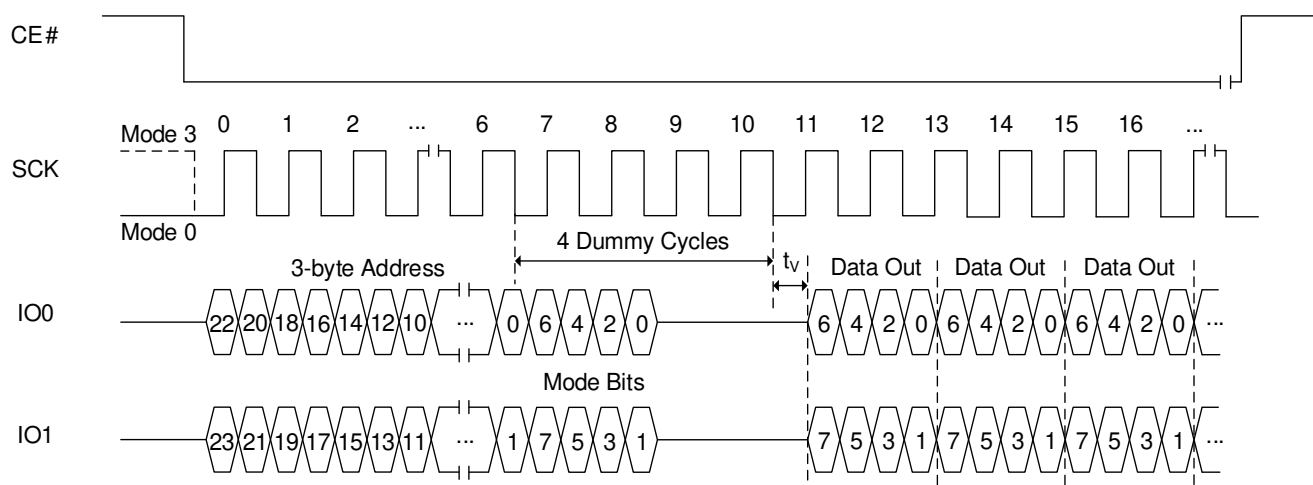 CE#
0 1 2 ... 6 7 8 9 10 11 12 13 14 15 16 ...
Mode 3
SCK
Mode 0
4 Dummy Cycles
3-byte Address tV Data Out Data Out Data Out
IO0 22 20 18 16 14 12 10 ... 0 6 4 2 0 6 4 2 0 6 4 2 0 6 4 2 0 ...
Mode Bits
IO1 23 21 19 17 15 13 11 ... 1 7 5 3 1 7 5 3 1 7 5 3 1 7 5 3 1 ...